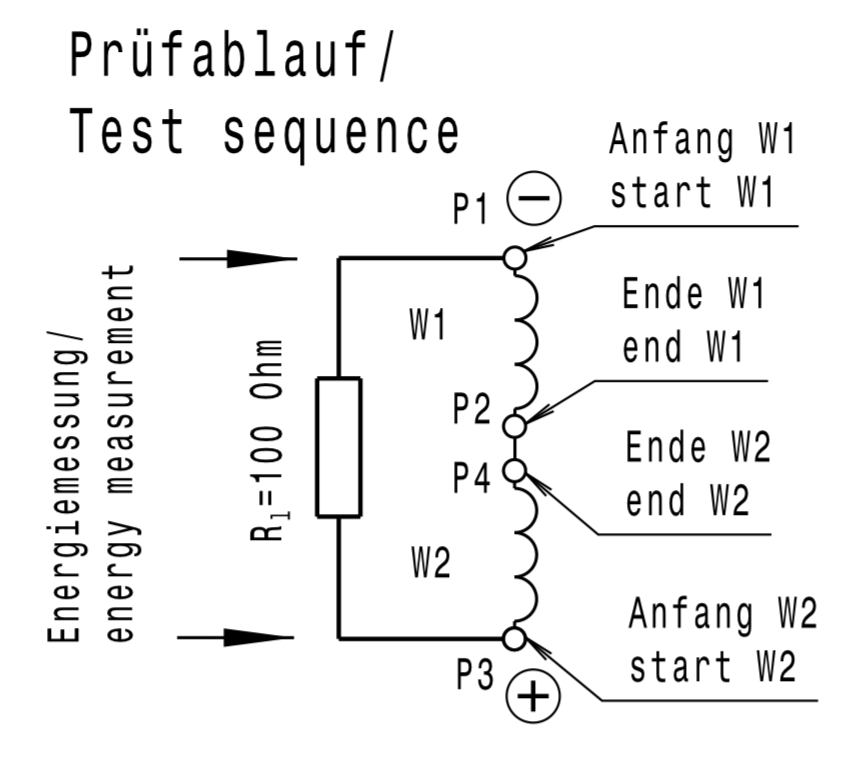 Prüfablauf/
Test sequence
Anfang W1
start W1
P1
−
Ende W1
end W1
W1
P2
Energiemessung/
energy measurement
R₁=100 Ohm
Ende W2
end W2
P4
W2
Anfang W2
start W2
P3
+